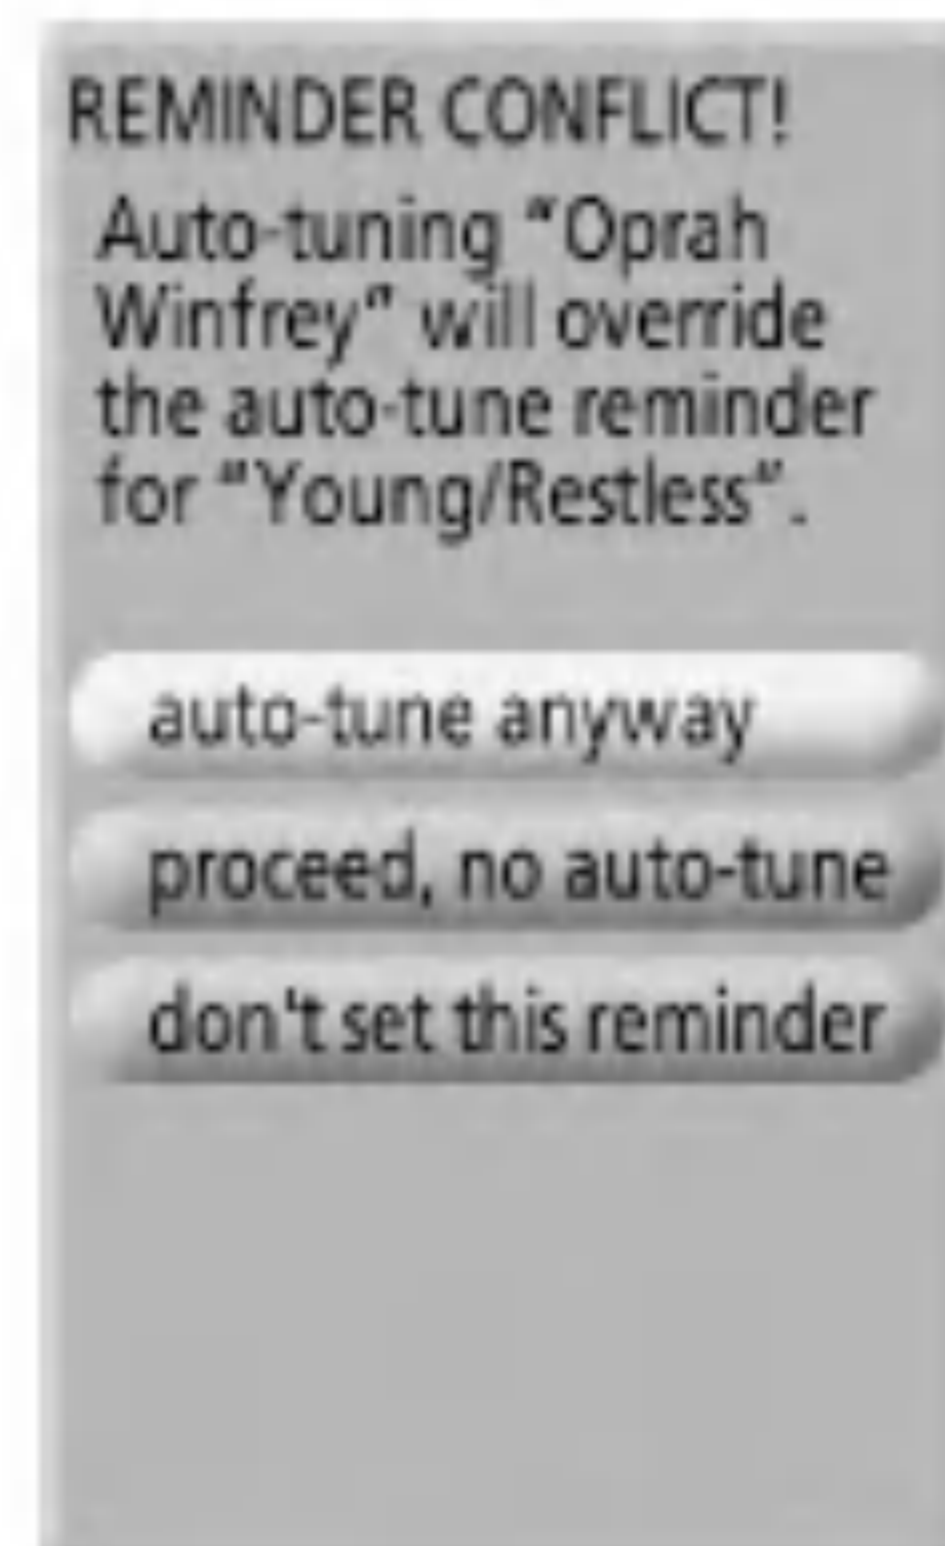 REMINDER CONFLICT!
Auto-tuning “Oprah
Winfrey” will override
the auto-tune reminder
for “Young/Restless”.
auto-tune anyway
proceed, no auto-tune
don't set this reminder